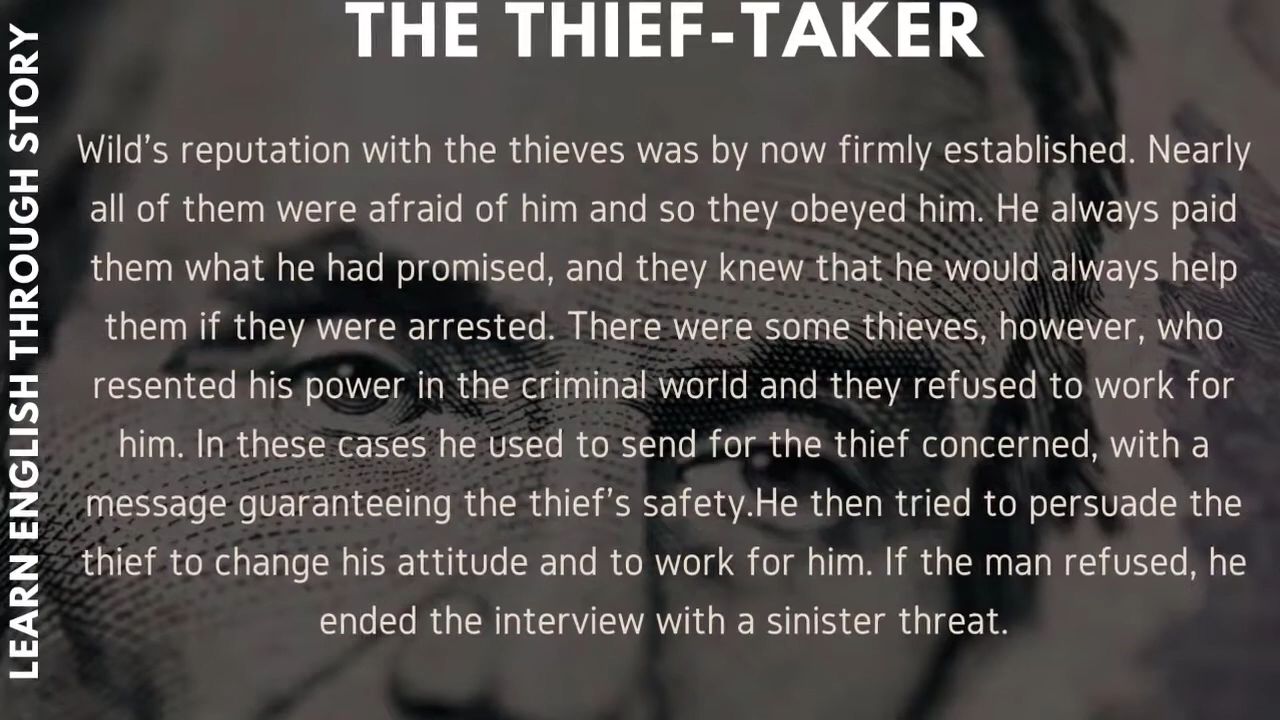 THE THIEF-TAKER
LEARN ENGLISH THROUGH STORY
Wild’s reputation with the thieves was by now firmly established. Nearly
all of them were afraid of him and so they obeyed him. He always paid
them what he had promised, and they knew that he would always help
them if they were arrested. There were some thieves, however, who
resented his power in the criminal world and they refused to work for
him. In these cases he used to send for the thief concerned, with a
message guaranteeing the thief’s safety.He then tried to persuade the
thief to change his attitude and to work for him. If the man refused, he
ended the interview with a sinister threat.